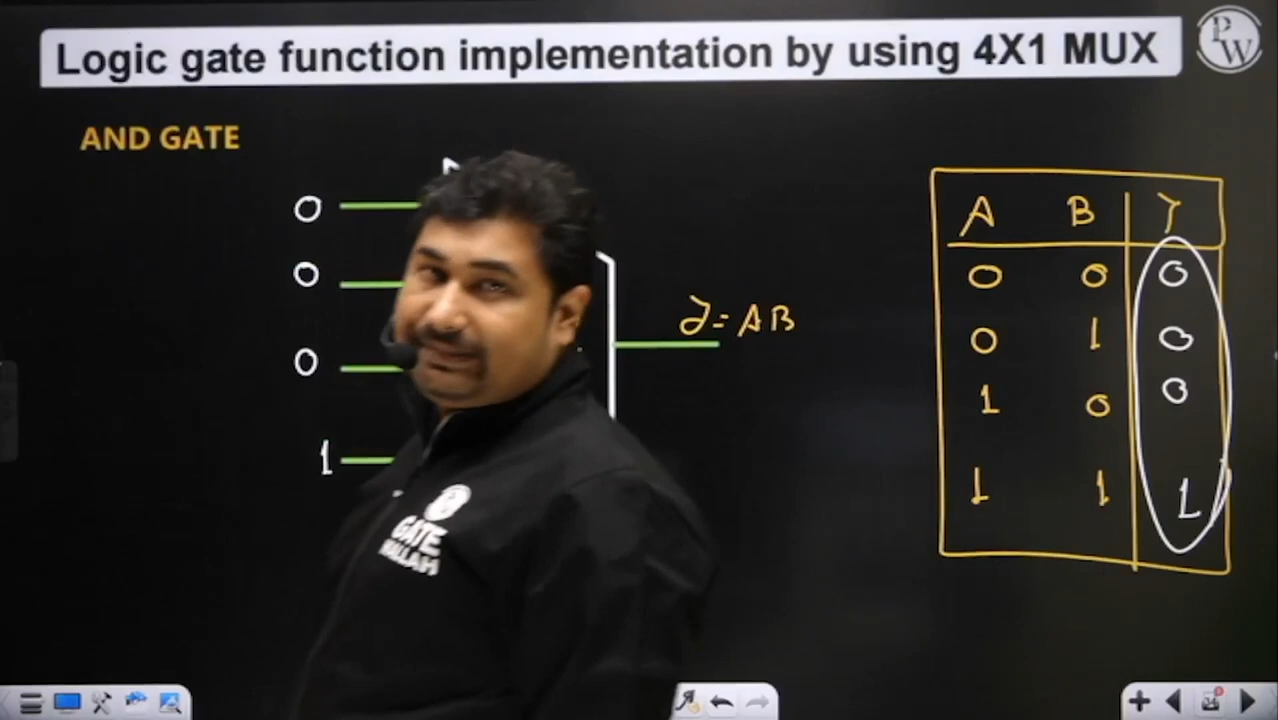 Logic gate function implementation by using 4X1 MUX
PW
AND GATE
0
0
0
1
A B Y
0 0 0
0 1 0
1 0 0
1 1 1
= AB
GATE
WALLAH